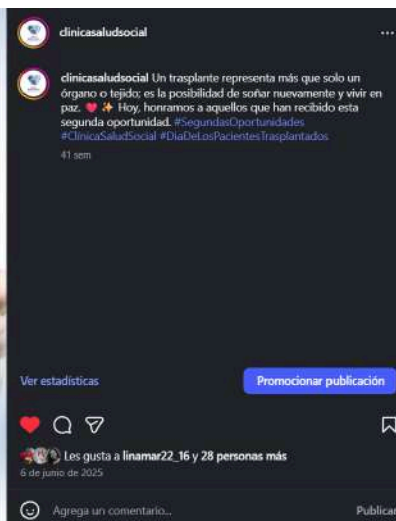 clinicasaludsocial
clinicasaludsocial Un trasplante representa más que solo un
órgano o tejido; es la posibilidad de soñar nuevamente y vivir en
paz. ❤️ ✨ Hoy, honramos a aquellos que han recibido esta
segunda oportunidad. #SegundasOportunidades
#ClínicaSaludSocial #DíaDeLosPacientesTrasplantados
41 sem
Ver estadísticas
Promocionar publicación
Les gusta a linamar22_16 y 28 personas más
6 de junio de 2025
Agrega un comentario...
Publicar